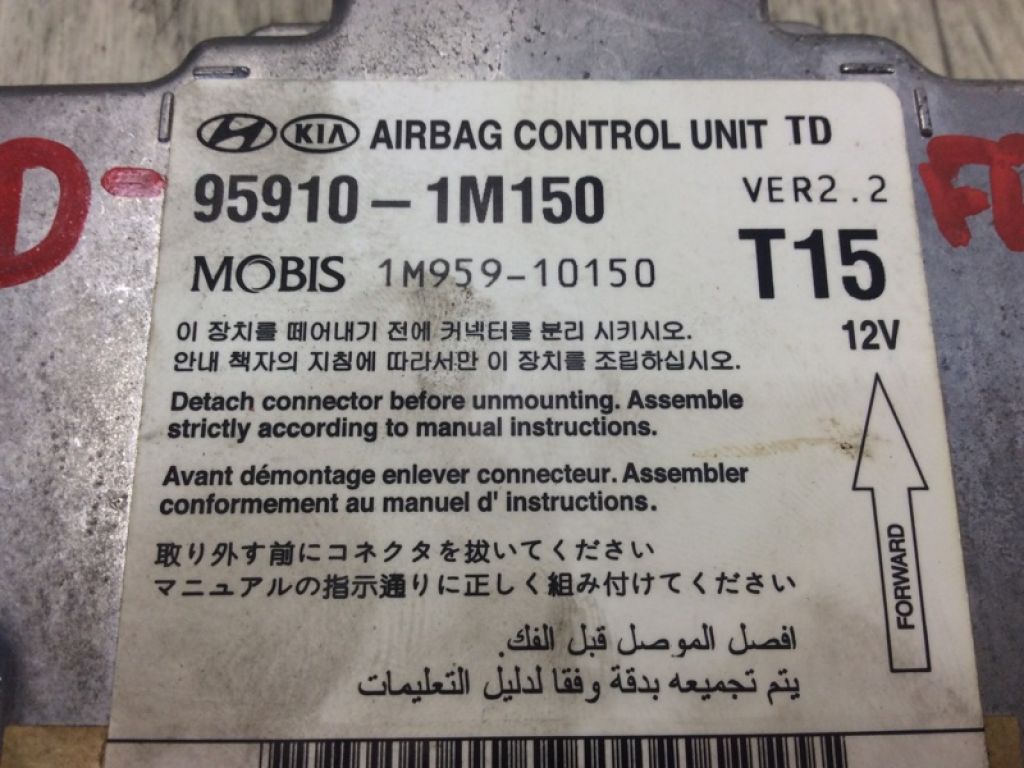 KIA AIRBAG CONTROL UNIT TD
95910-1M150 VER2.2
MOBIS 1M959-10150 T15
12V
이 장치를 떼어내기 전에 커넥터를 분리 시키시오.
안내 책자의 지침에 따라서만 이 장치를 조립하십시오.
Detach connector before unmounting. Assemble
strictly according to manual instructions.
Avant démontage enlever connecteur. Assembler
conformement au manuel d' instructions.
取り外す前にコネクタを抜いてください
マニュアルの指示通りに正しく組み付けてください
افصل الموصل قبل الفك.
يتم تجميعه بدقة وفقا لدليل التعليمات
FORWARD